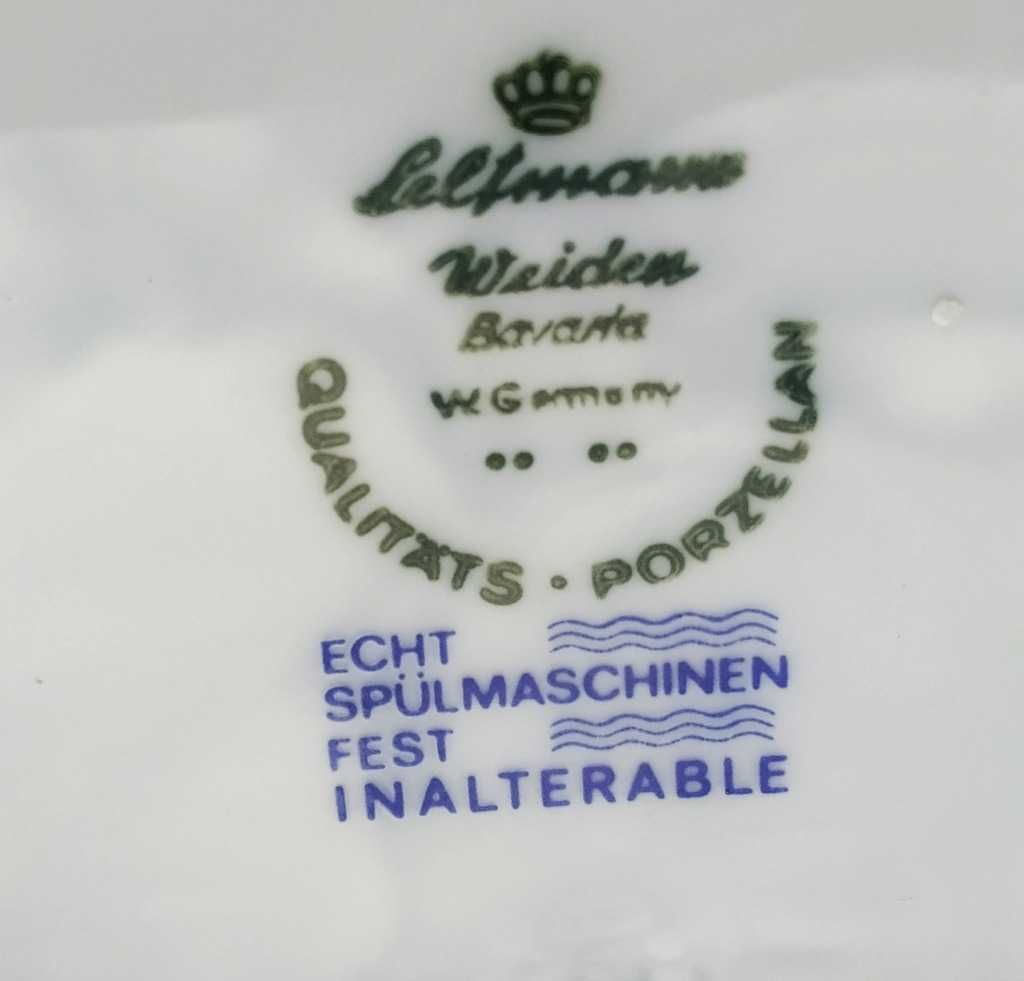 Seltmann
Weiden
Bavaria
W. Germany
QUALITÄTS · PORZELLAN
ECHT
SPÜLMASCHINEN
FEST
INALTERABLE